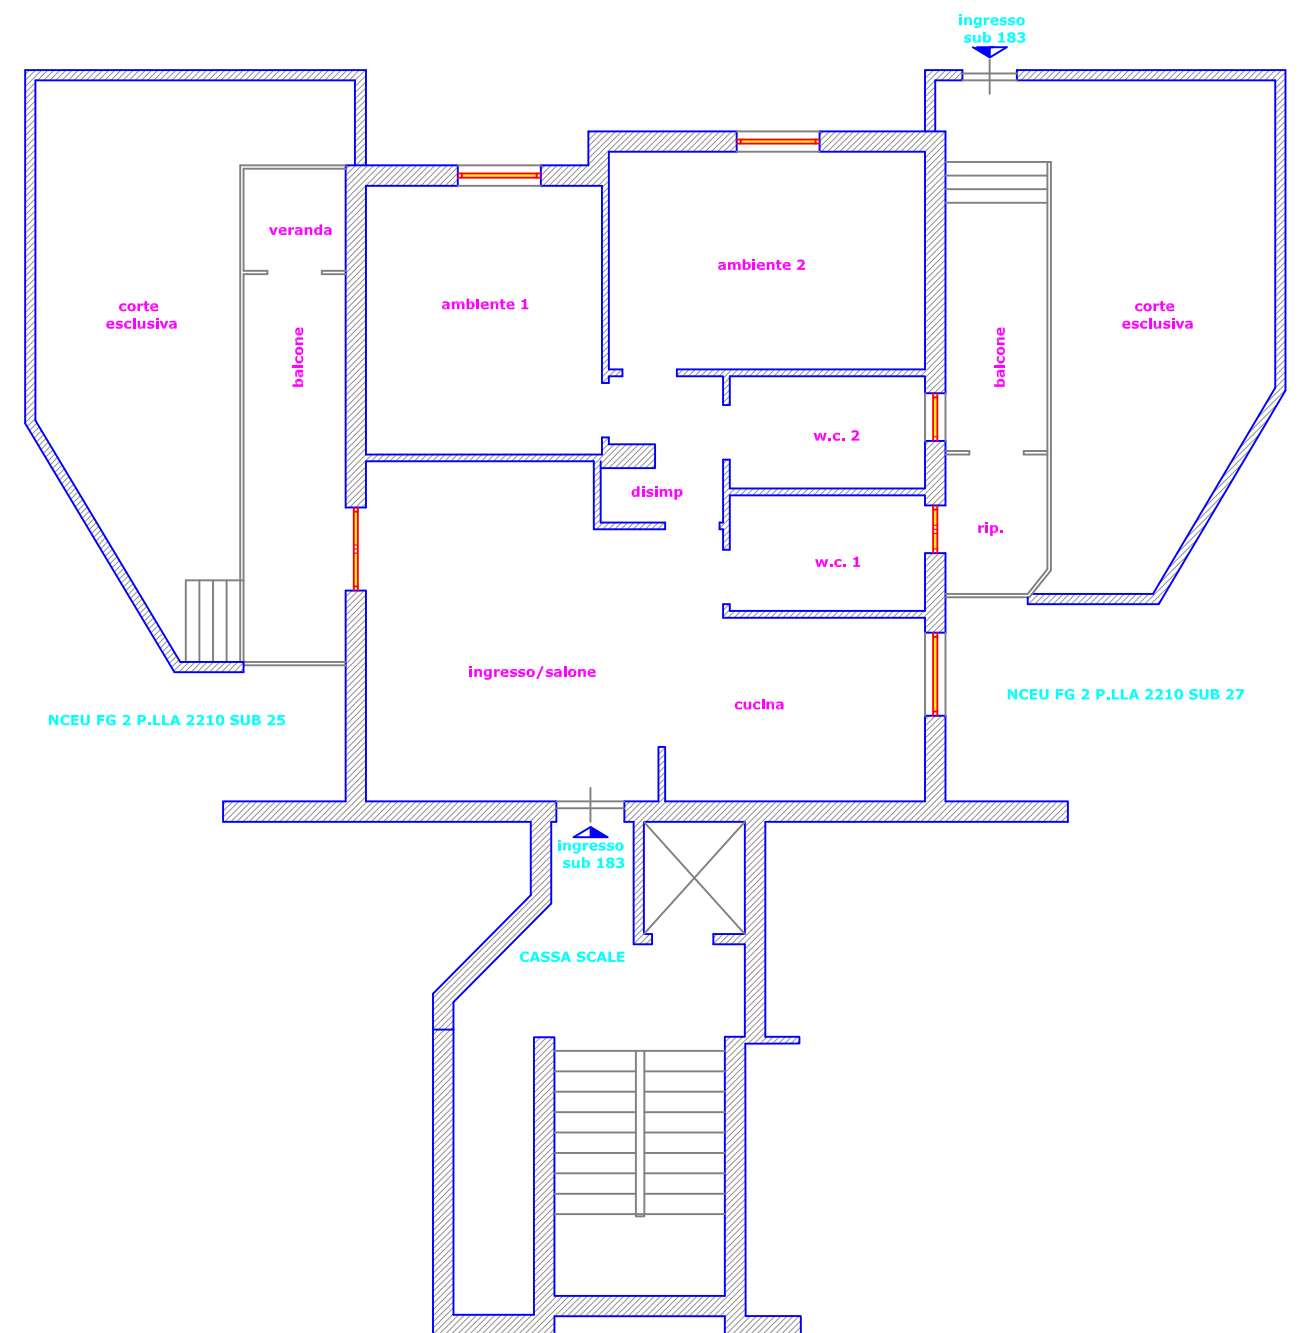 ingresso
sub 183
veranda
ambiente 2
corte
esclusiva
ambiente 1
corte
esclusiva
balcone
balcone
w.c. 2
disimp
rip.
w.c. 1
ingresso/salone
cucina
NCEU FG 2 P.LLA 2210 SUB 25
NCEU FG 2 P.LLA 2210 SUB 27
ingresso
sub 183
CASSA SCALE